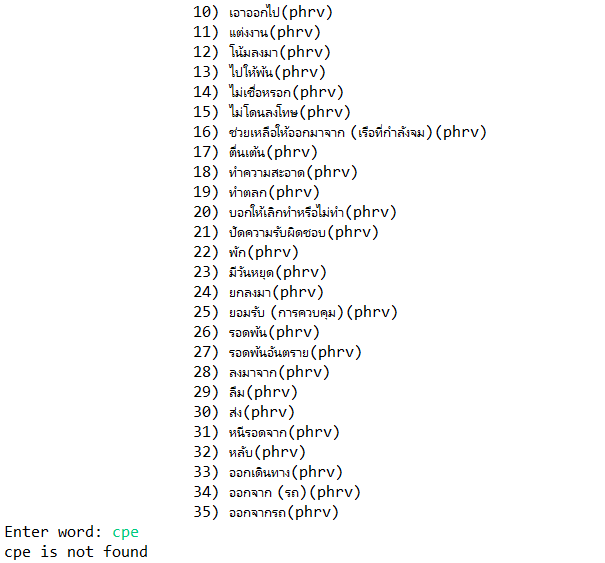 10) เอาออกไป(phrv)
11) แต่งงาน(phrv)
12) โน้มลงมา(phrv)
13) ไปให้พ้น(phrv)
14) ไม่เชื่อหรอก(phrv)
15) ไม่โดนลงโทษ(phrv)
16) ช่วยเหลือให้ออกมาจาก (เรือที่กำลังจม)(phrv)
17) ตื่นเต้น(phrv)
18) ทำความสะอาด(phrv)
19) ทำตลก(phrv)
20) บอกให้เลิกทำหรือไม่ทำ(phrv)
21) ปัดความรับผิดชอบ(phrv)
22) พัก(phrv)
23) มีวันหยุด(phrv)
24) ยกลงมา(phrv)
25) ยอมรับ (การควบคุม)(phrv)
26) รอดพ้น(phrv)
27) รอดพ้นอันตราย(phrv)
28) ลงมาจาก(phrv)
29) ลืม(phrv)
30) ส่ง(phrv)
31) หนีรอดจาก(phrv)
32) หลับ(phrv)
33) ออกเดินทาง(phrv)
34) ออกจาก (รถ)(phrv)
35) ออกจากรถ(phrv)
Enter word: cpe
cpe is not found